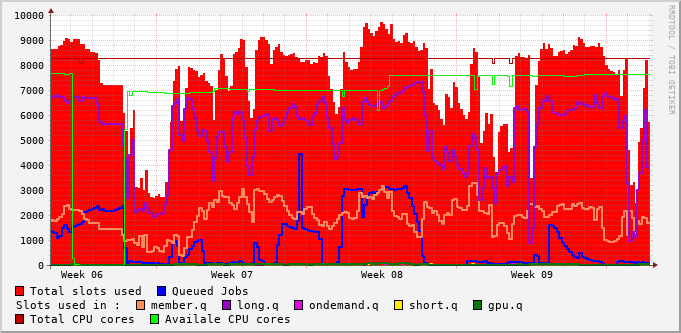 10000
9000
8000
7000
6000
5000
4000
3000
2000
1000
0
Week 06 Week 07 Week 08 Week 09
Total slots used Queued Jobs
Slots used in : member.q long.q ondemand.q short.q gpu.q
Total CPU cores Availale CPU cores
RRDTOOL / TOBI OETIKER